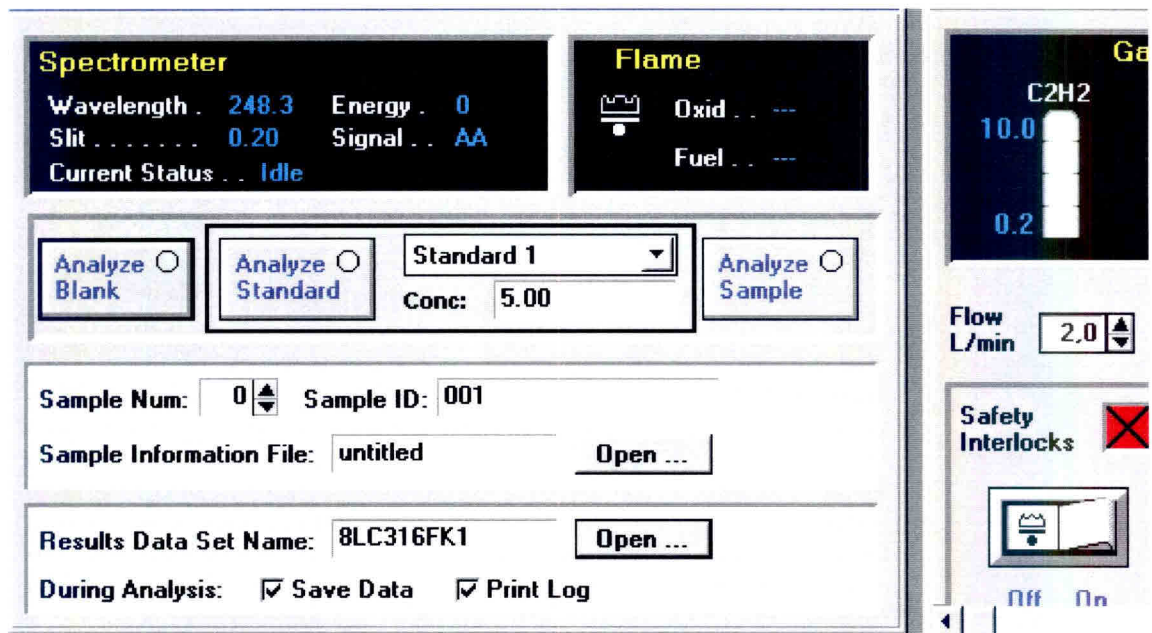 Spectrometer
Wavelength . 248.3 Energy . 0
Slit . . . . . . . 0.20 Signal . . AA
Current Status . . Idle
Flame
Oxid . . ---
Fuel . . ---
Analyze Blank
Analyze Standard
Standard 1
Conc: 5.00
Analyze Sample
Sample Num: 0 Sample ID: 001
Sample Information File: untitled Open ...
Results Data Set Name: 8LC316FK1 Open ...
During Analysis: Save Data Print Log
Ga
C2H2
10.0
0.2
Flow
L/min 2,0
Safety
Interlocks
Off On